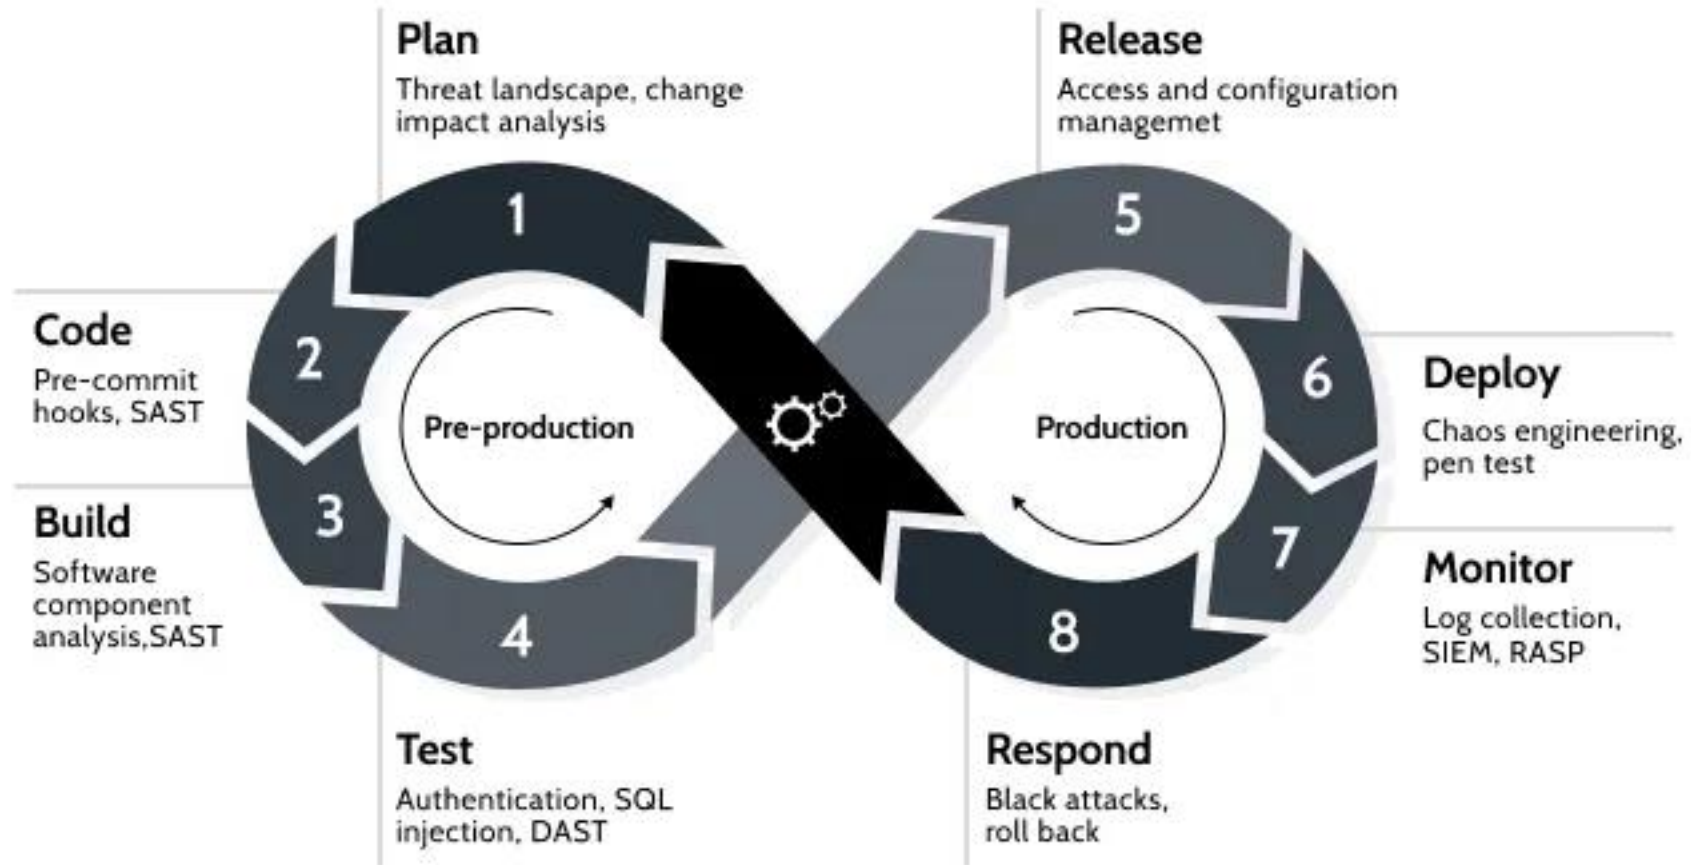 Plan
Threat landscape, change
impact analysis
Release
Access and configuration
managemet
1
5
Code
Pre-commit
hooks, SAST
2
6
Deploy
Chaos engineering,
pen test
Pre-production
Production
Build
Software
component
analysis,SAST
3
7
Monitor
Log collection,
SIEM, RASP
4
8
Test
Authentication, SQL
injection, DAST
Respond
Black attacks,
roll back